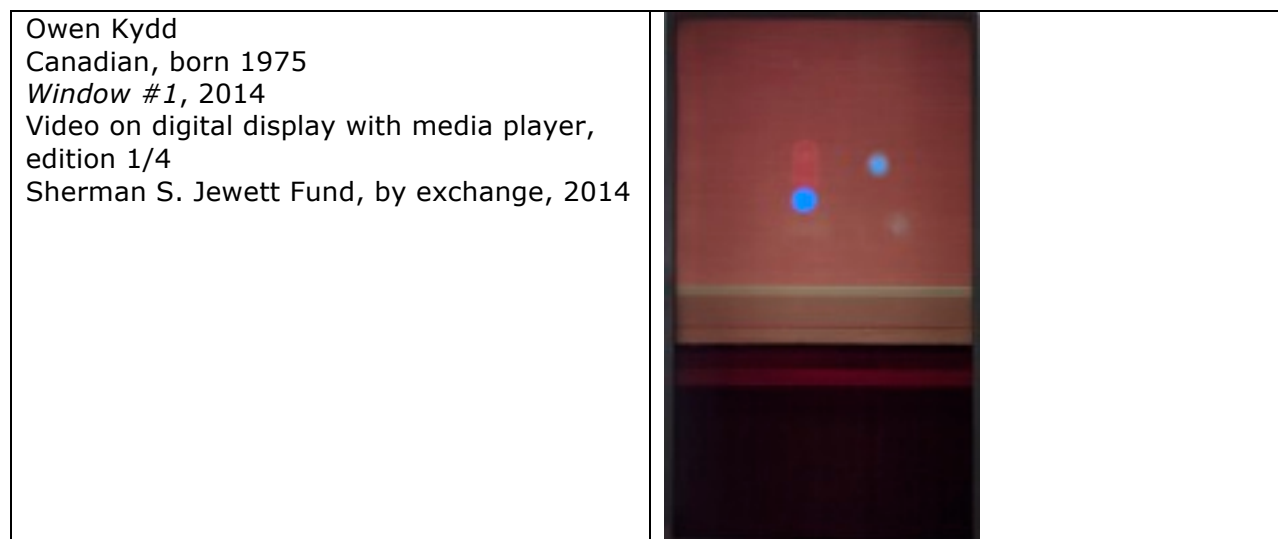 Owen Kydd
Canadian, born 1975
Window #1, 2014
Video on digital display with media player,
edition 1/4
Sherman S. Jewett Fund, by exchange, 2014